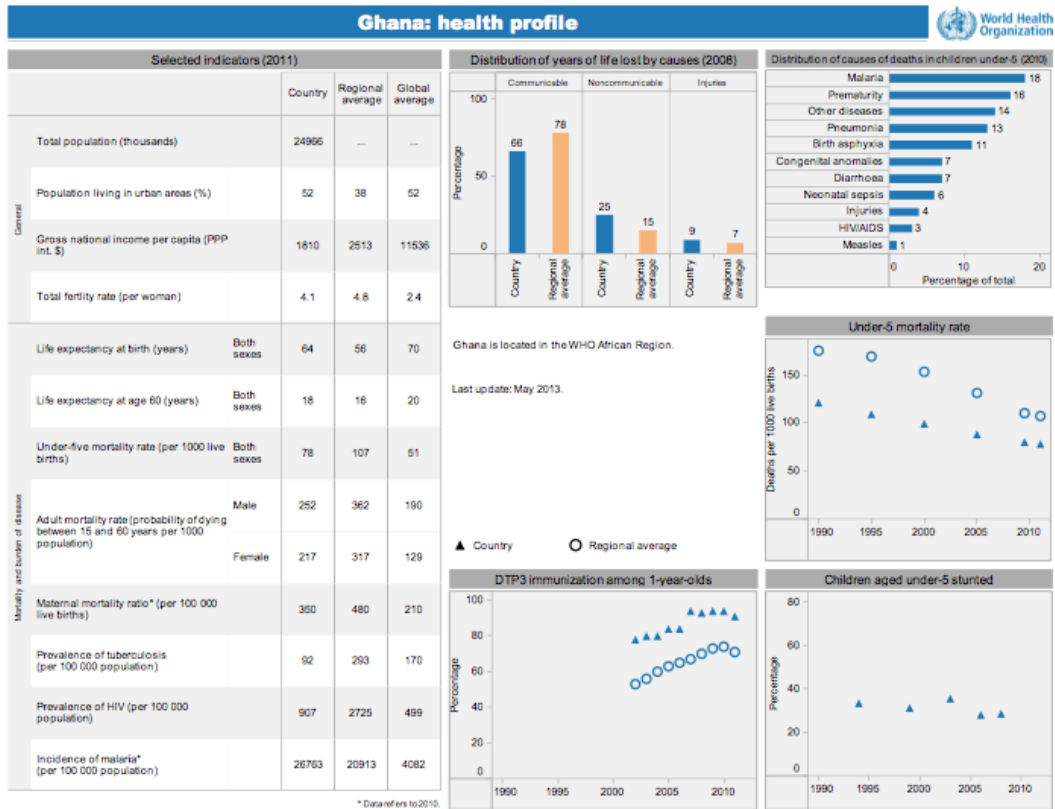 Ghana: health profile
World Health
Organization
Selected indicators (2011)
Country
Regional
average
Global
average
General
Total population (thousands)
24966
...
...
Population living in urban areas (%)
52
38
52
Gross national income per capita (PPP
int. $)
1810
2513
11536
Total fertlity rate (per woman)
4.1
4.8
2.4
Mortality and burden of disease
Life expectancy at birth (years)
Both
sexes
64
56
70
Life expectancy at age 60 (years)
Both
sexes
18
16
20
Under-five mortality rate (per 1000 live
births)
Both
sexes
78
107
51
Adult mortality rate (probability of dying
between 15 and 60 years per 1000
population)
Male
252
362
190
Female
217
317
129
Maternal mortality ratio* (per 100 000
live births)
350
480
210
Prevalence of tuberculosis
(per 100 000 population)
92
293
170
Prevalence of HIV (per 100 000
population)
907
2725
499
Incidence of malaria*
(per 100 000 population)
26763
20913
4082
* Data refers to 2010.
Distribution of years of life lost by causes (2008)
Communicable
Noncommunicable
Injuries
Percentage
100
50
0
66
78
25
15
9
7
Country
Regional
average
Country
Regional
average
Country
Regional
average
Ghana is located in the WHO African Region.
Last update: May 2013.
Country
Regional average
DTP3 immunization among 1-year-olds
Percentage
100
80
60
40
20
0
1990
1995
2000
2005
2010
Distribution of causes of deaths in children under-5 (2010)
Malaria 18
Prematurity 16
Other diseases 14
Pneumonia 13
Birth asphyxia 11
Congenital anomalies 7
Diarrhoea 7
Neonatal sepsis 6
Injuries 4
HIV/AIDS 3
Measles 1
0
10
20
Percentage of total
Under-5 mortality rate
Deaths per 1000 live births
150
100
50
0
1990
1995
2000
2005
2010
Children aged under-5 stunted
Percentage
80
60
40
20
0
1990
1995
2000
2005
2010